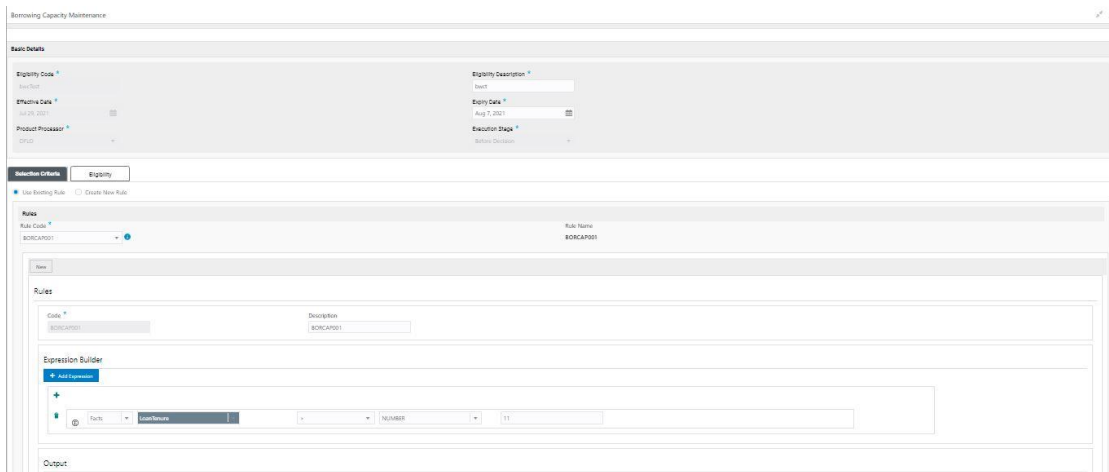 Borrowing Capacity Maintenance
Basic Details
Eligibility Code *
Eligibility Description *
bwct
Effective Date *
Expiry Date *
Jul 29, 2021
Aug 7, 2021
Product Processor *
Execution Stage *
OFLO
Before Decision
Selection Criteria
Eligibility
Use Existing Rule
Create New Rule
Rules
Rule Code *
Rule Name
BORCAP001
BORCAP001
New
Rules
Code *
Description
BORCAP001
BORCAP001
Expression Builder
+ Add Expression
+
Facts
LoanTenure
NUMBER
11
Output